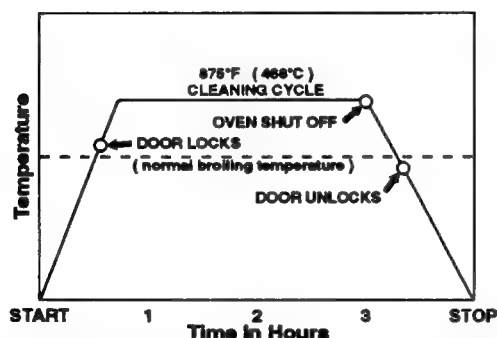 875°F (468°C)
CLEANING CYCLE
OVEN SHUT OFF
DOOR LOCKS
(normal broiling temperature)
DOOR UNLOCKS
Temperature
START 1 2 3 STOP
Time in Hours